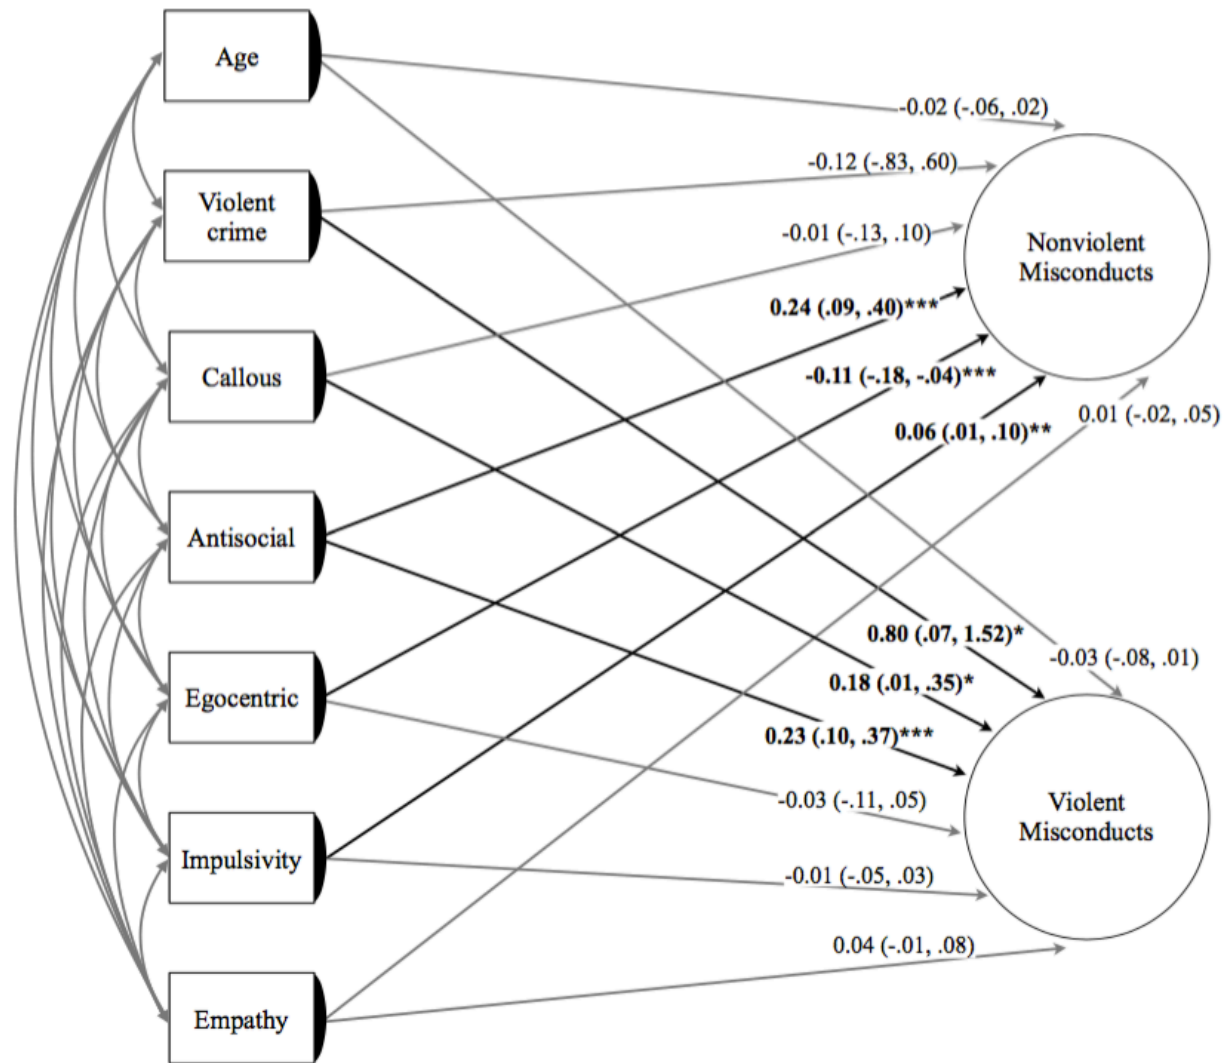 Age
Violent
crime
Callous
Antisocial
Egocentric
Impulsivity
Empathy
-0.02 (-.06, .02)
-0.12 (-.83, .60)
-0.01 (-.13, .10)
0.24 (.09, .40)***
-0.11 (-.18, -.04)***
0.06 (.01, .10)**
0.01 (-.02, .05)
Nonviolent
Misconducts
0.80 (.07, 1.52)*
-0.03 (-.08, .01)
0.18 (.01, .35)*
0.23 (.10, .37)***
-0.03 (-.11, .05)
-0.01 (-.05, .03)
0.04 (-.01, .08)
Violent
Misconducts